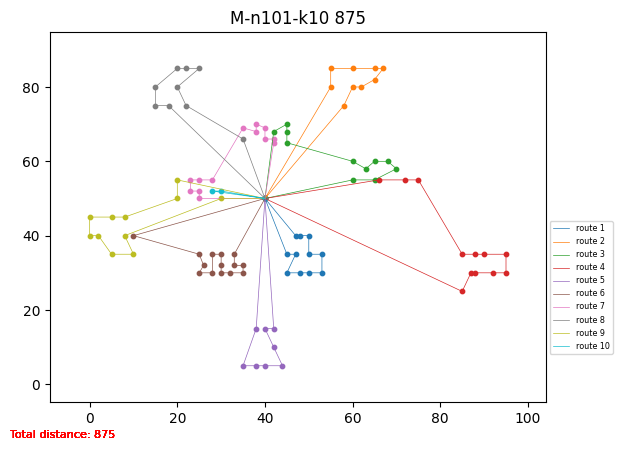 M-n101-k10 875
80
60
40
20
0
0 20 40 60 80 100
route 1
route 2
route 3
route 4
route 5
route 6
route 7
route 8
route 9
route 10
Total distance: 875